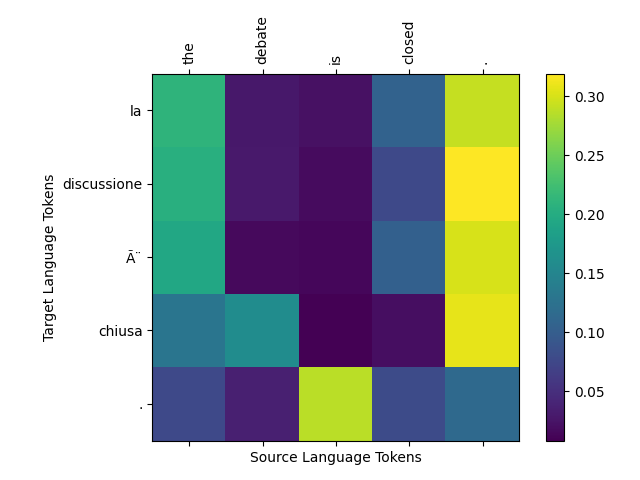 the debate is closed .
la
discussione
Ã¨
chiusa
.
Target Language Tokens
Source Language Tokens
0.30
0.25
0.20
0.15
0.10
0.05